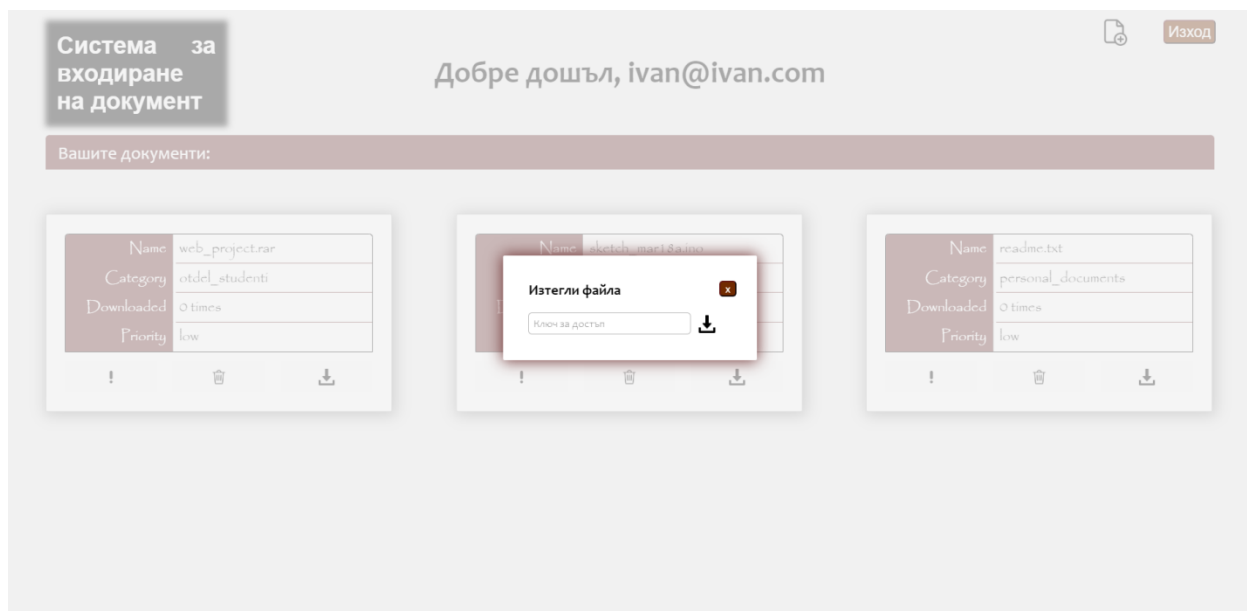 Система за
входиране
на документ
Изход
Добре дошъл, ivan@ivan.com
Вашите документи:
Name web_project.rar
Category otdel_studenti
Downloaded 0 times
Priority low
Name sketch_mar18a.ino
Изтегли файла
x
Ключ за достъп
Name readme.txt
Category personal_documents
Downloaded 0 times
Priority low